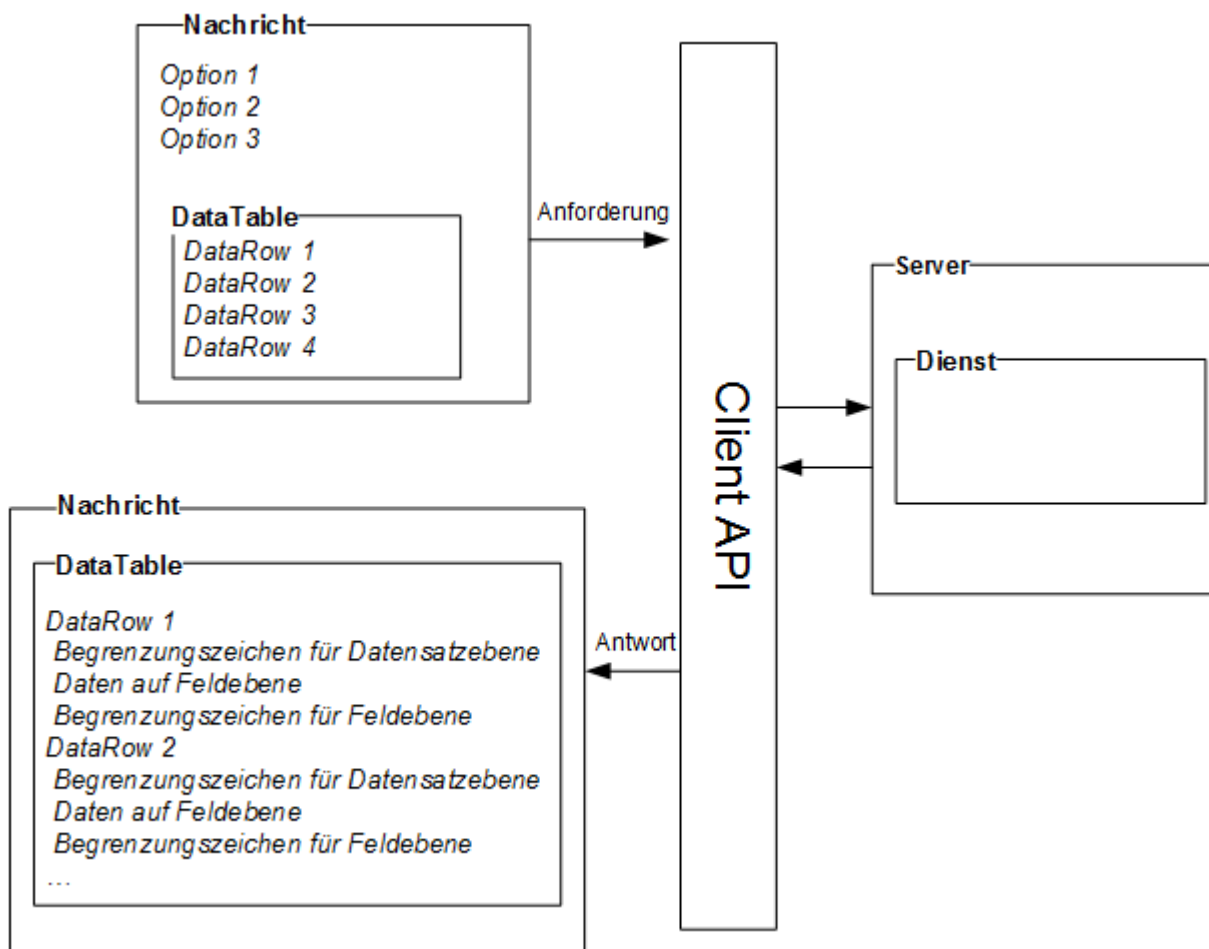 Nachricht
Option 1
Option 2
Option 3
DataTable
DataRow 1
DataRow 2
DataRow 3
DataRow 4
Anforderung
Client API
Server
Dienst
Nachricht
DataTable
DataRow 1
Begrenzungszeichen für Datensatzebene
Daten auf Feldebene
Begrenzungszeichen für Feldebene
DataRow 2
Begrenzungszeichen für Datensatzebene
Daten auf Feldebene
Begrenzungszeichen für Feldebene
...
Antwort